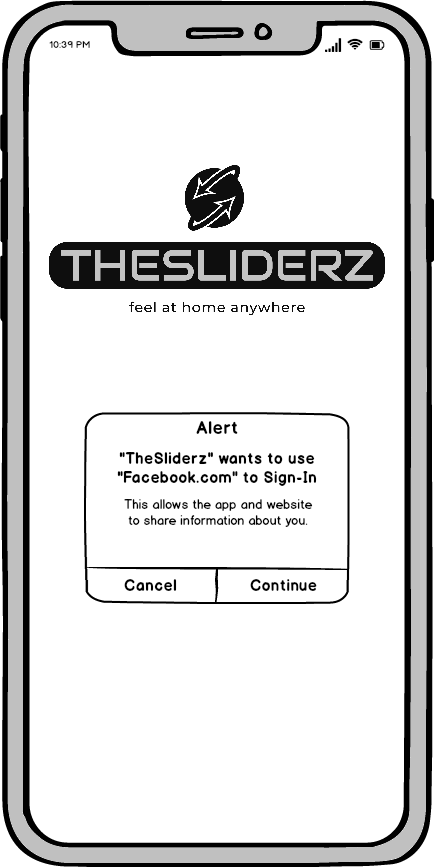 10:39 PM
THESLIDERZ
feel at home anywhere
Alert
"TheSliderz" wants to use
"Facebook.com" to Sign-In
This allows the app and website
to share information about you.
Cancel
Continue